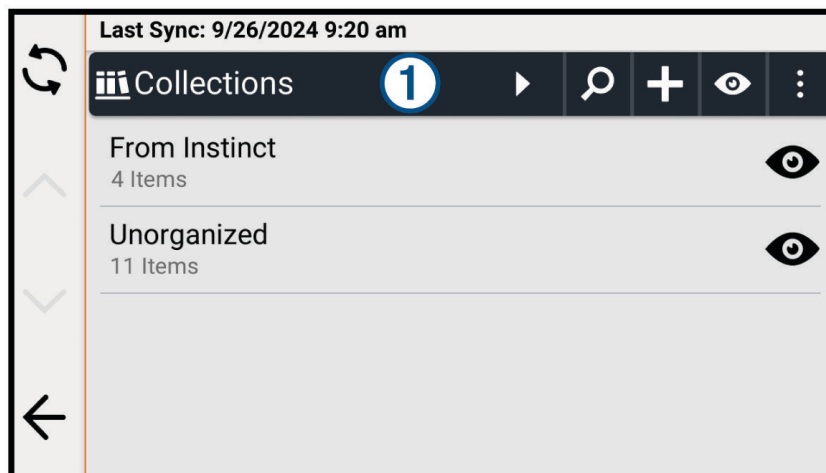 Last Sync: 9/26/2024 9:20 am
Collections 1
From Instinct
4 Items
Unorganized
11 Items